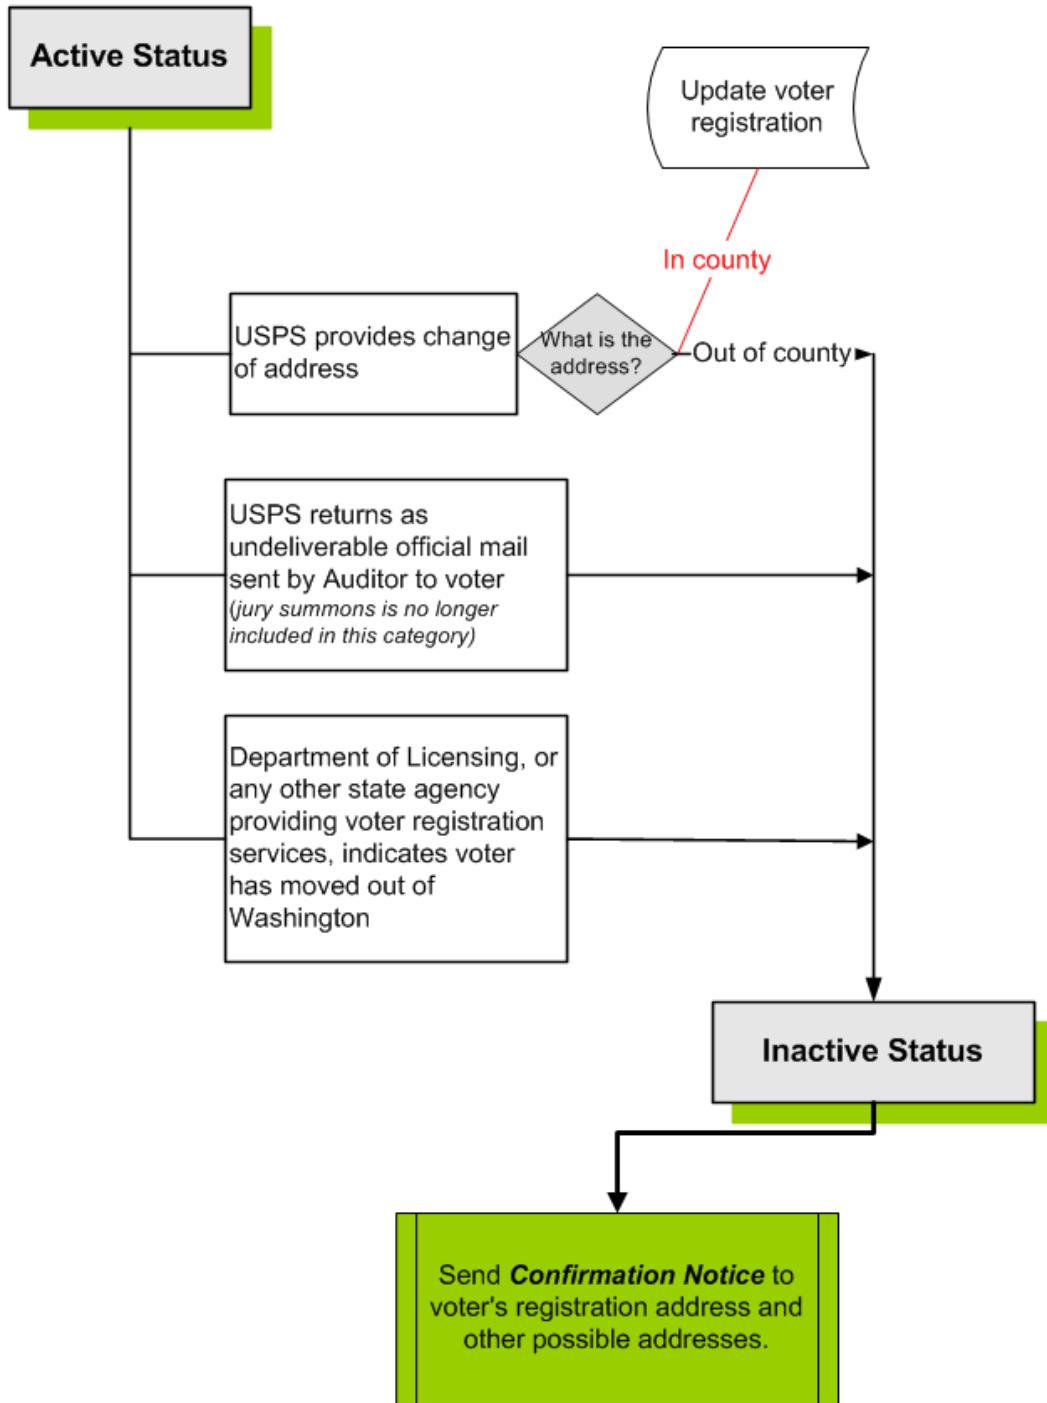 Active Status
Update voter
registration
In county
USPS provides change
of address
What is the
address?
Out of county
USPS returns as
undeliverable official mail
sent by Auditor to voter
(jury summons is no longer
included in this category)
Department of Licensing, or
any other state agency
providing voter registration
services, indicates voter
has moved out of
Washington
Inactive Status
Send Confirmation Notice to
voter's registration address and
other possible addresses.